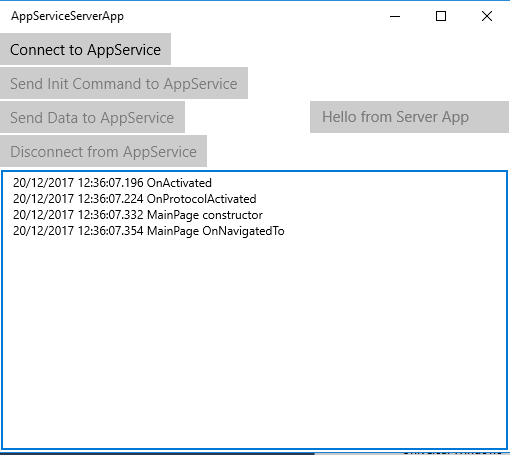 AppServiceServerApp
Connect to AppService
Send Init Command to AppService
Send Data to AppService
Hello from Server App
Disconnect from AppService
20/12/2017 12:36:07.196 OnActivated
20/12/2017 12:36:07.224 OnProtocolActivated
20/12/2017 12:36:07.332 MainPage constructor
20/12/2017 12:36:07.354 MainPage OnNavigatedTo